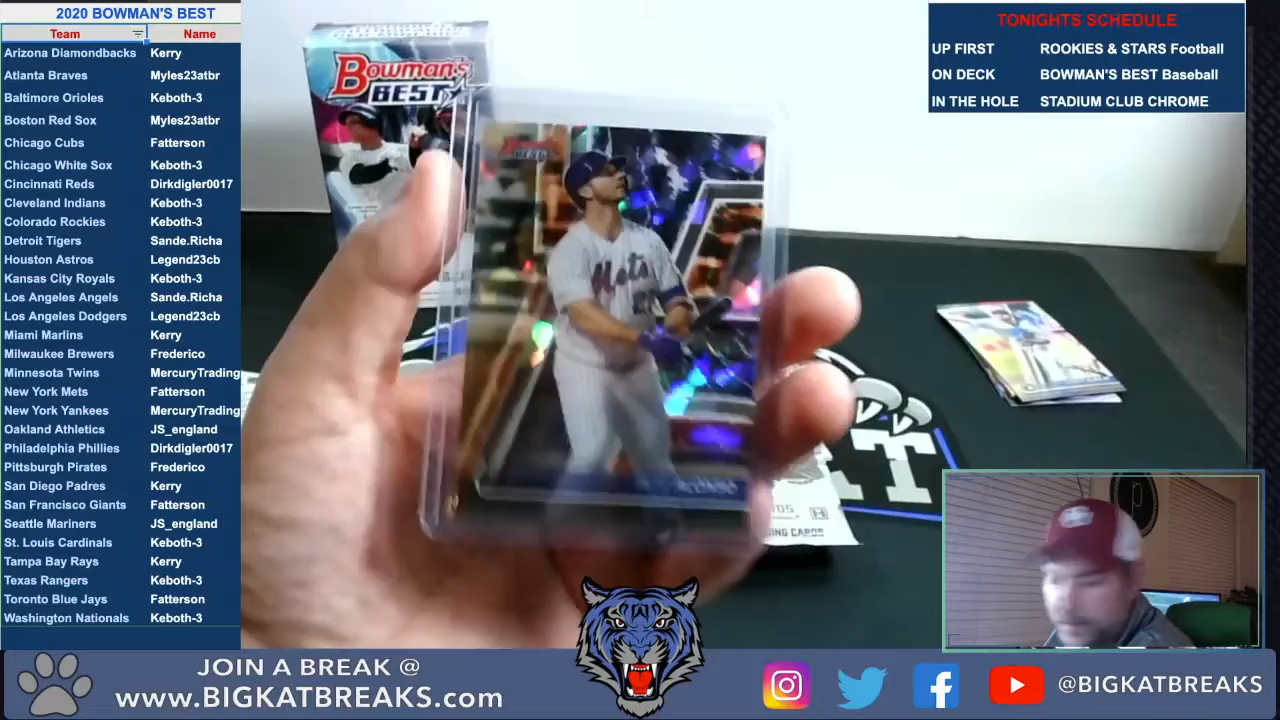 2020 BOWMAN'S BEST
Team Name
Arizona Diamondbacks Kerry
Atlanta Braves Myles23atbr
Baltimore Orioles Keboth-3
Boston Red Sox Myles23atbr
Chicago Cubs Fatterson
Chicago White Sox Keboth-3
Cincinnati Reds Dirkdigler0017
Cleveland Indians Keboth-3
Colorado Rockies Keboth-3
Detroit Tigers Sande.Richa
Houston Astros Legend23cb
Kansas City Royals Keboth-3
Los Angeles Angels Sande.Richa
Los Angeles Dodgers Legend23cb
Miami Marlins Kerry
Milwaukee Brewers Frederico
Minnesota Twins MercuryTrading
New York Mets Fatterson
New York Yankees MercuryTrading
Oakland Athletics JS_england
Philadelphia Phillies Dirkdigler0017
Pittsburgh Pirates Frederico
San Diego Padres Kerry
San Francisco Giants Fatterson
Seattle Mariners JS_england
St. Louis Cardinals Keboth-3
Tampa Bay Rays Kerry
Texas Rangers Keboth-3
Toronto Blue Jays Fatterson
Washington Nationals Keboth-3
Bowman's
BEST
Mets
TONIGHTS SCHEDULE
UP FIRST ROOKIES & STARS Football
ON DECK BOWMAN'S BEST Baseball
IN THE HOLE STADIUM CLUB CHROME
JOIN A BREAK @
www.BIGKATBREAKS.com
@BIGKATBREAKS